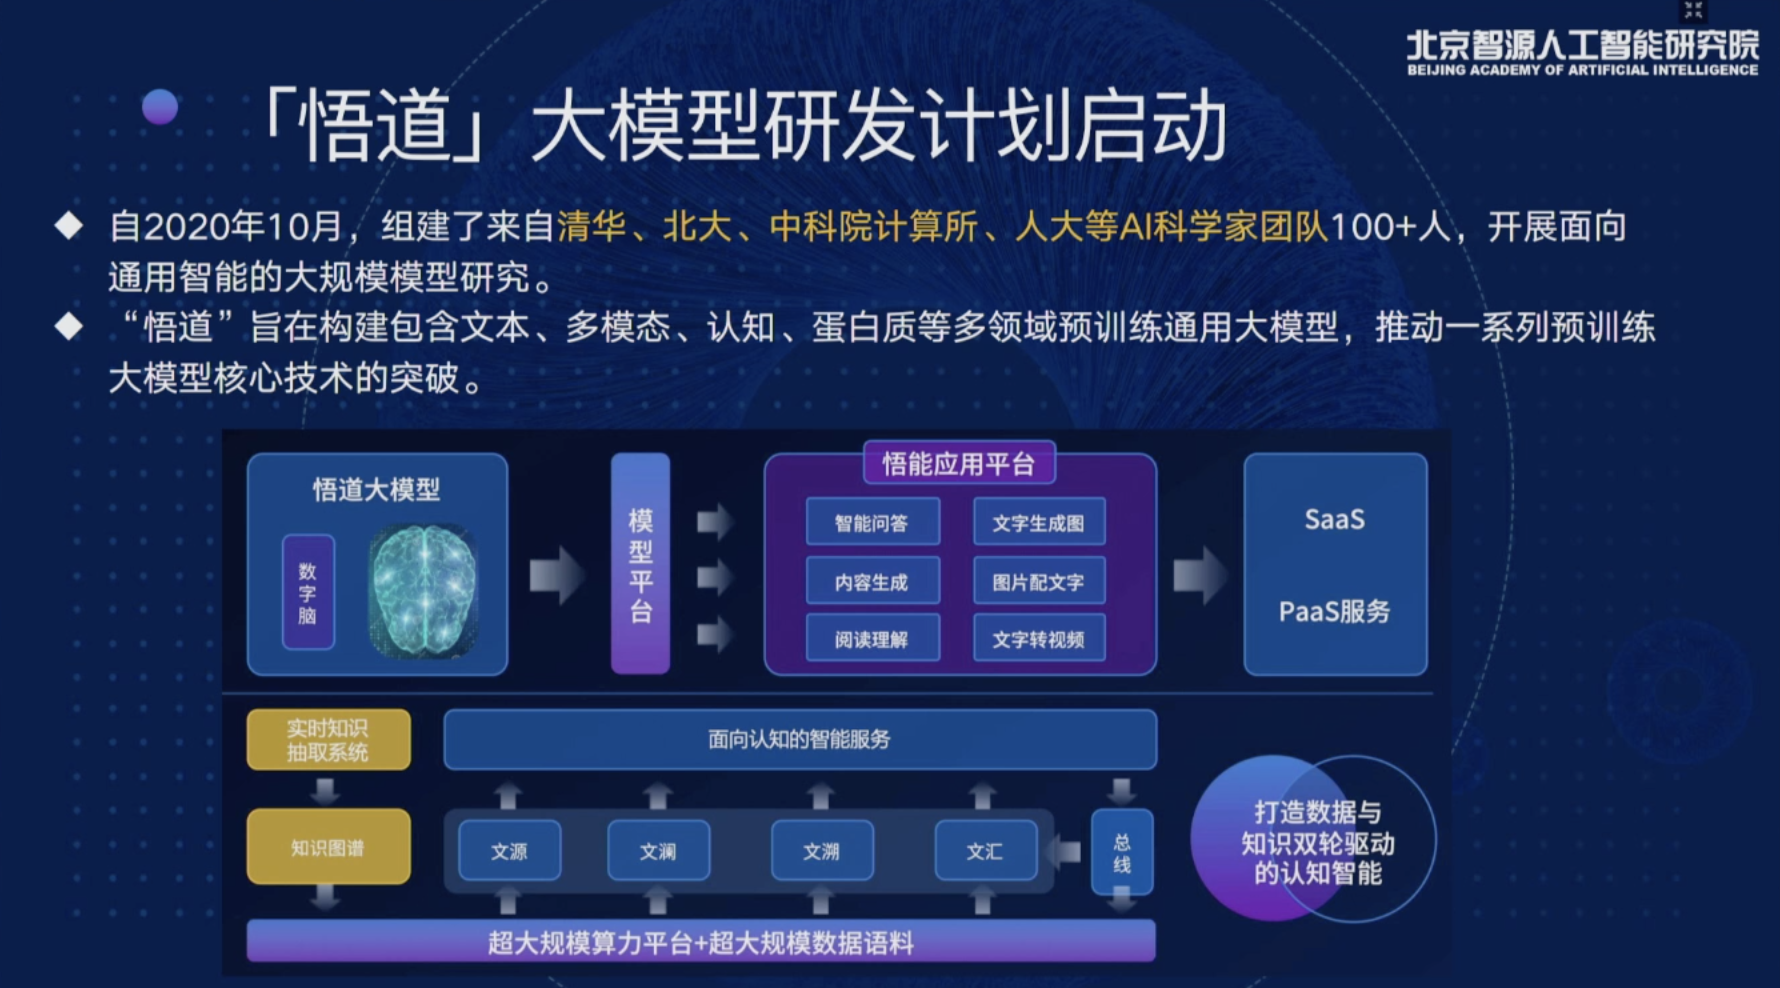 北京智源人工智能研究院
BEIJING ACADEMY OF ARTIFICIAL INTELLIGENCE
「悟道」大模型研发计划启动
自2020年10月，组建了来自清华、北大、中科院计算所、人大等AI科学家团队100+人，开展面向
通用智能的大规模模型研究。
“悟道”旨在构建包含文本、多模态、认知、蛋白质等多领域预训练通用大模型，推动一系列预训练
大模型核心技术的突破。
悟道大模型
数字脑
模型平台
悟能应用平台
智能问答
文字生成图
内容生成
图片配文字
阅读理解
文字转视频
SaaS
PaaS服务
实时知识
抽取系统
面向认知的智能服务
知识图谱
文源
文澜
文溯
文汇
总线
超大规模算力平台+超大规模数据语料
打造数据与
知识双轮驱动
的认知智能